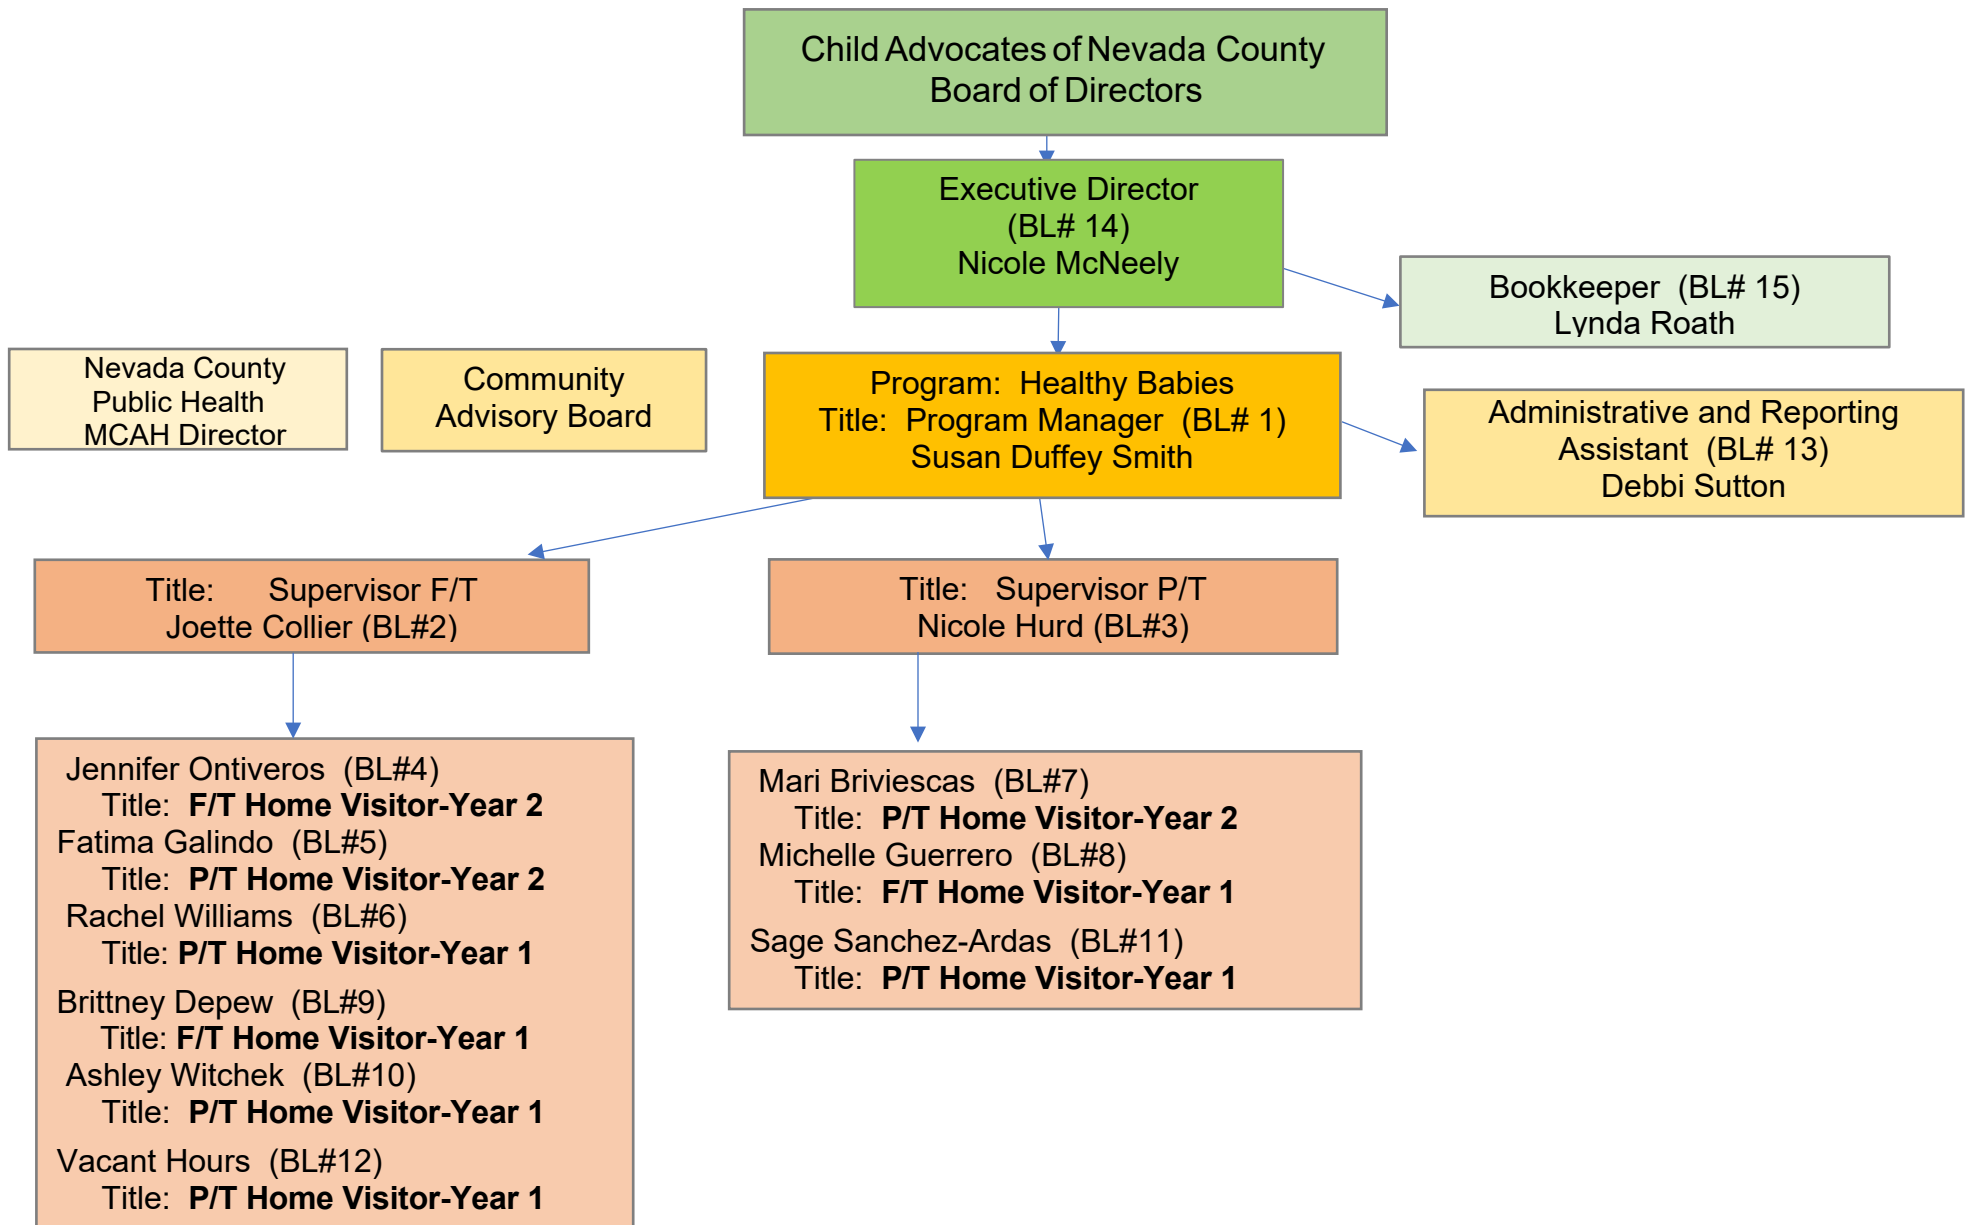 Child Advocates of Nevada County
Board of Directors
Executive Director
(BL# 14)
Nicole McNeely
Bookkeeper (BL# 15)
Lynda Roath
Nevada County
Public Health
MCAH Director
Community
Advisory Board
Program: Healthy Babies
Title: Program Manager (BL# 1)
Susan Duffey Smith
Administrative and Reporting
Assistant (BL# 13)
Debbi Sutton
Title: Supervisor F/T
Joette Collier (BL#2)
Title: Supervisor P/T
Nicole Hurd (BL#3)
Jennifer Ontiveros (BL#4)
Title: F/T Home Visitor-Year 2
Fatima Galindo (BL#5)
Title: P/T Home Visitor-Year 2
Rachel Williams (BL#6)
Title: P/T Home Visitor-Year 1
Brittney Depew (BL#9)
Title: F/T Home Visitor-Year 1
Ashley Witchek (BL#10)
Title: P/T Home Visitor-Year 1
Vacant Hours (BL#12)
Title: P/T Home Visitor-Year 1
Mari Briviescas (BL#7)
Title: P/T Home Visitor-Year 2
Michelle Guerrero (BL#8)
Title: F/T Home Visitor-Year 1
Sage Sanchez-Ardas (BL#11)
Title: P/T Home Visitor-Year 1